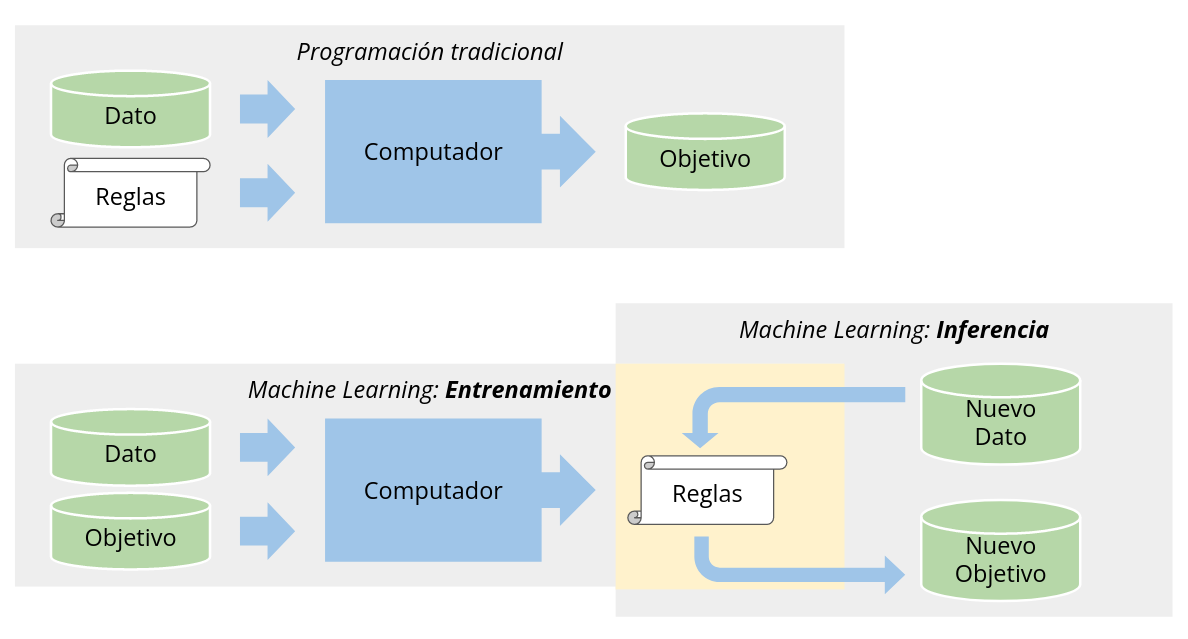 Programación tradicional
Dato
Reglas
Computador
Objetivo
Machine Learning: Entrenamiento
Dato
Objetivo
Computador
Machine Learning: Inferencia
Reglas
Nuevo
Dato
Nuevo
Objetivo